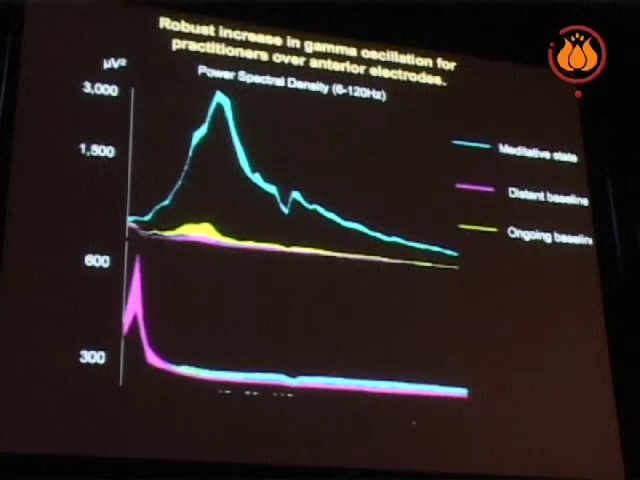 Robust increase in gamma oscillation for
practitioners over anterior electrodes.
Power Spectral Density (6-120Hz)
µV²
3,000
1,500
600
300
Meditative state
Distant baseline
Ongoing baselin